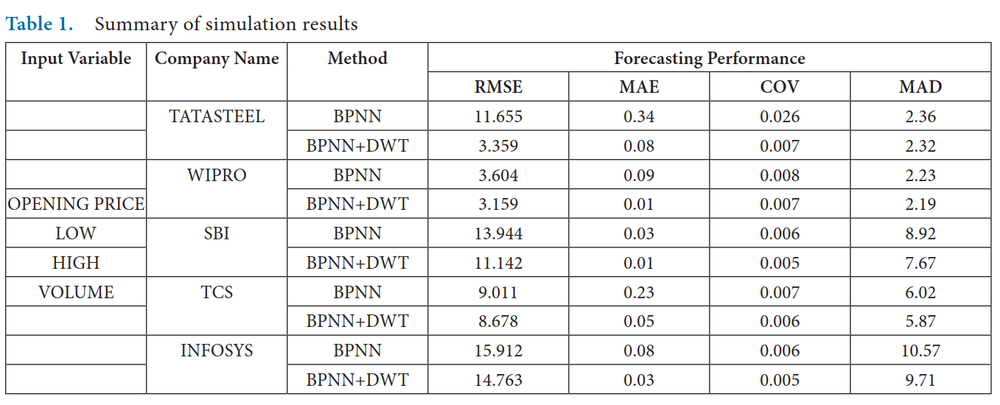 Table 1. Summary of simulation results
Input Variable Company Name Method Forecasting Performance
RMSE MAE COV MAD
TATASTEEL BPNN 11.655 0.34 0.026 2.36
BPNN+DWT 3.359 0.08 0.007 2.32
WIPRO BPNN 3.604 0.09 0.008 2.23
OPENING PRICE BPNN+DWT 3.159 0.01 0.007 2.19
LOW SBI BPNN 13.944 0.03 0.006 8.92
HIGH BPNN+DWT 11.142 0.01 0.005 7.67
VOLUME TCS BPNN 9.011 0.23 0.007 6.02
BPNN+DWT 8.678 0.05 0.006 5.87
INFOSYS BPNN 15.912 0.08 0.006 10.57
BPNN+DWT 14.763 0.03 0.005 9.71